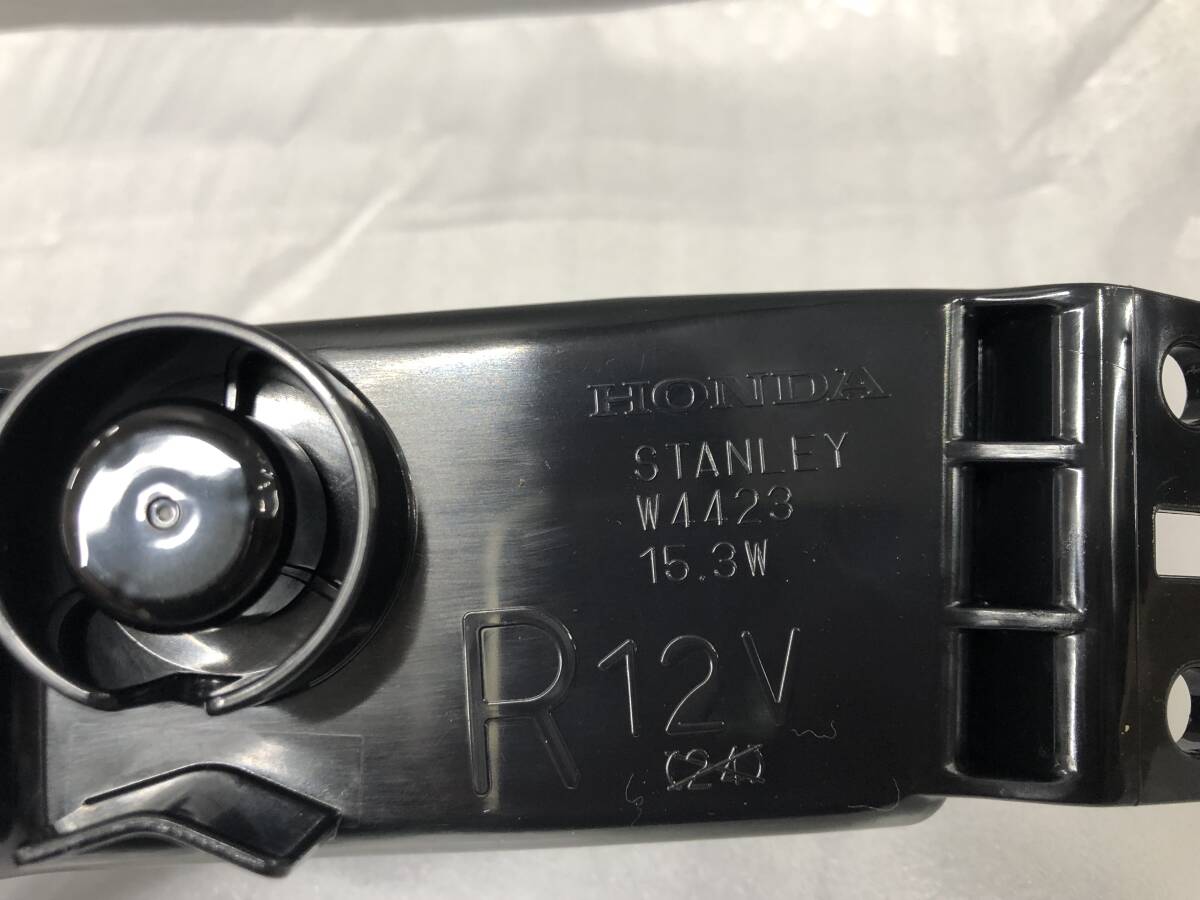 HONDA
STANLEY
W4423
15.3W
R 12V